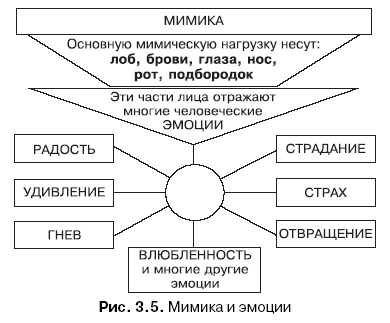 МИМИКА
Основную мимическую нагрузку несут:
лоб, брови, глаза, нос,
рот, подбородок
Эти части лица отражают
многие человеческие
ЭМОЦИИ
РАДОСТЬ
СТРАДАНИЕ
УДИВЛЕНИЕ
СТРАХ
ГНЕВ
ОТВРАЩЕНИЕ
ВЛЮБЛЕННОСТЬ
и многие другие
эмоции
Рис. 3.5. Мимика и эмоции